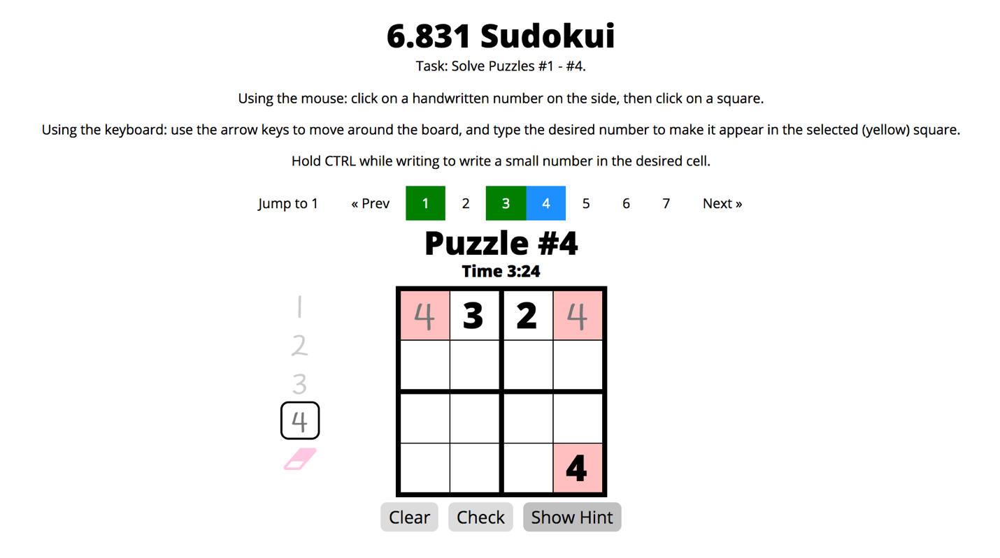 6.831 Sudokui
Task: Solve Puzzles #1 - #4.
Using the mouse: click on a handwritten number on the side, then click on a square.
Using the keyboard: use the arrow keys to move around the board, and type the desired number to make it appear in the selected (yellow) square.
Hold CTRL while writing to write a small number in the desired cell.
Jump to 1 « Prev 1 2 3 4 5 6 7 Next »
Puzzle #4
Time 3:24
1
2
3
4
4 3 2 4
4
Clear Check Show Hint